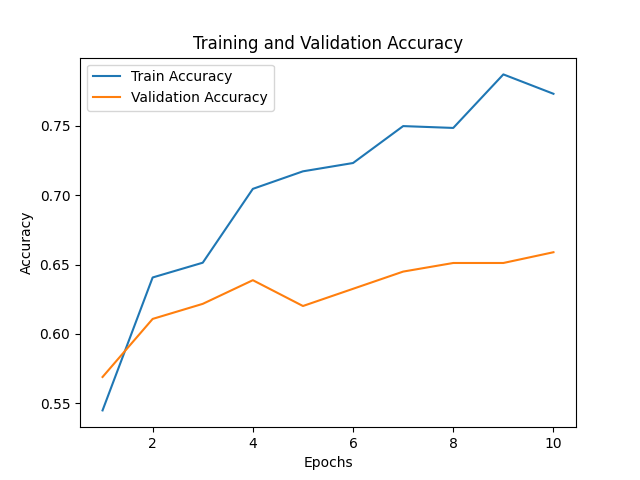 Training and Validation Accuracy
Train Accuracy
Validation Accuracy
0.75
0.70
0.65
0.60
0.55
Accuracy
2 4 6 8 10
Epochs